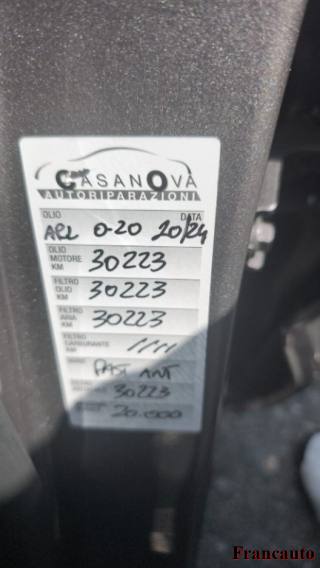 CASANOVA
AUTORIPARAZIONI
OLIO DATA
0-20 20/24
OLIO
MOTORE 30223
KM
FILTRO
OLIO 30223
KM
FILTRO
ARIA 30223
KM
FILTRO
CARBURANTE ////
KM
PAST ANT
30223
20.000
Francauto